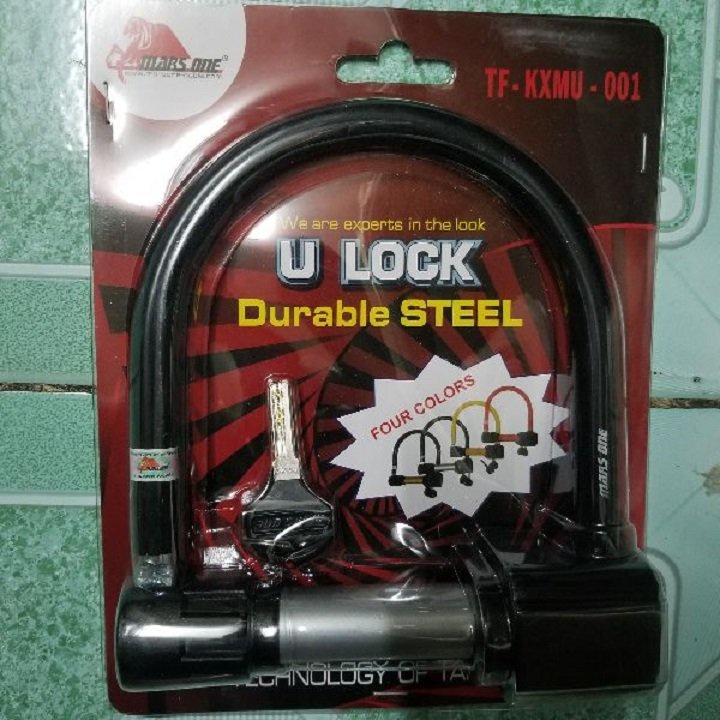 MARS ONE®
TF-KXMU-001
We are experts in the look
U LOCK
Durable STEEL
FOUR COLORS
MARS ONE
TECHNOLOGY OF TA